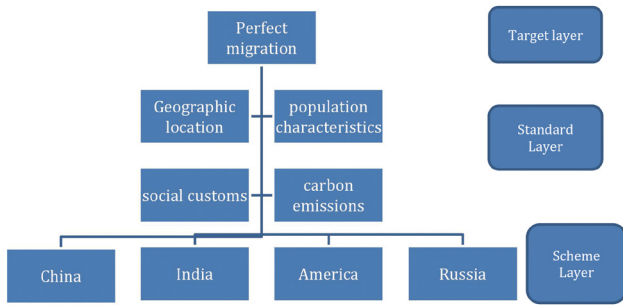 Perfect
migration
Target layer
Geographic
location
population
characteristics
Standard
Layer
social customs
carbon
emissions
China
India
America
Russia
Scheme
Layer